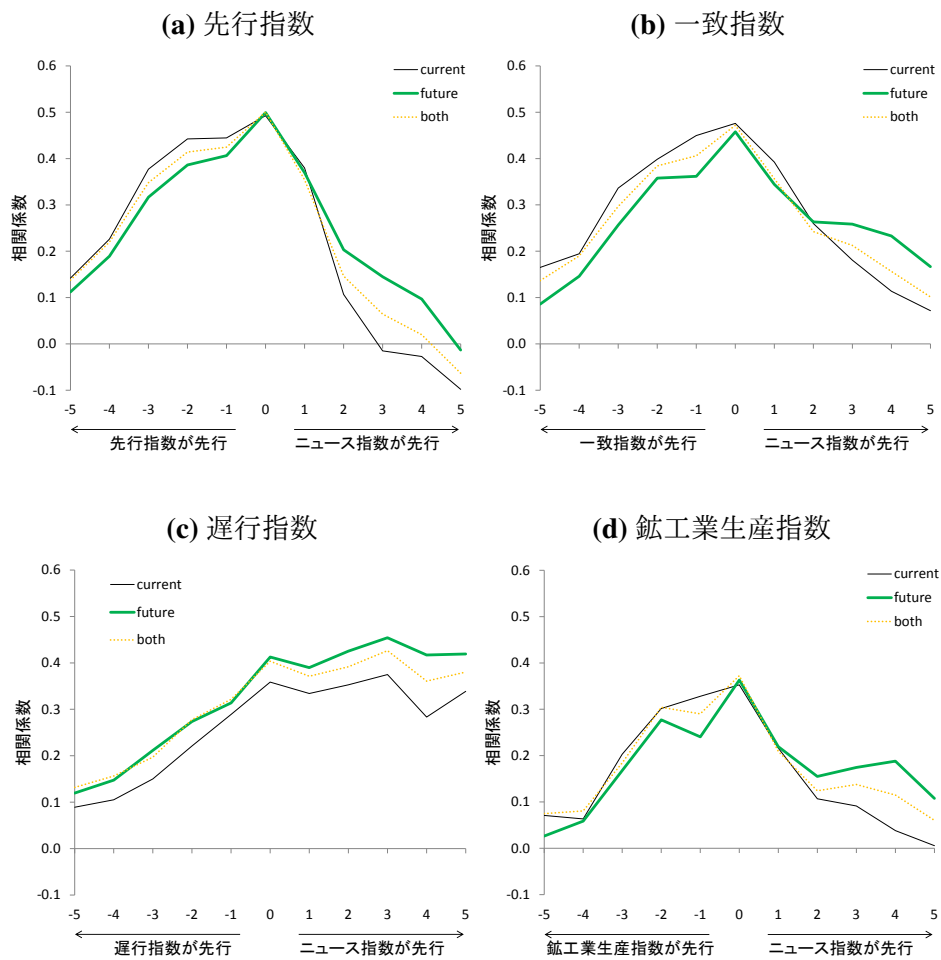 (a) 先行指数
0.6
0.5
0.4
0.3
0.2
0.1
0.0
-0.1
相関係数
current
future
both
-5 -4 -3 -2 -1 0 1 2 3 4 5
先行指数が先行 ニュース指数が先行
(b) 一致指数
0.6
0.5
0.4
0.3
0.2
0.1
0.0
-0.1
相関係数
current
future
both
-5 -4 -3 -2 -1 0 1 2 3 4 5
一致指数が先行 ニュース指数が先行
(c) 遅行指数
0.6
0.5
0.4
0.3
0.2
0.1
0.0
-0.1
相関係数
current
future
both
-5 -4 -3 -2 -1 0 1 2 3 4 5
遅行指数が先行 ニュース指数が先行
(d) 鉱工業生産指数
0.6
0.5
0.4
0.3
0.2
0.1
0.0
-0.1
相関係数
current
future
both
-5 -4 -3 -2 -1 0 1 2 3 4 5
鉱工業生産指数が先行 ニュース指数が先行